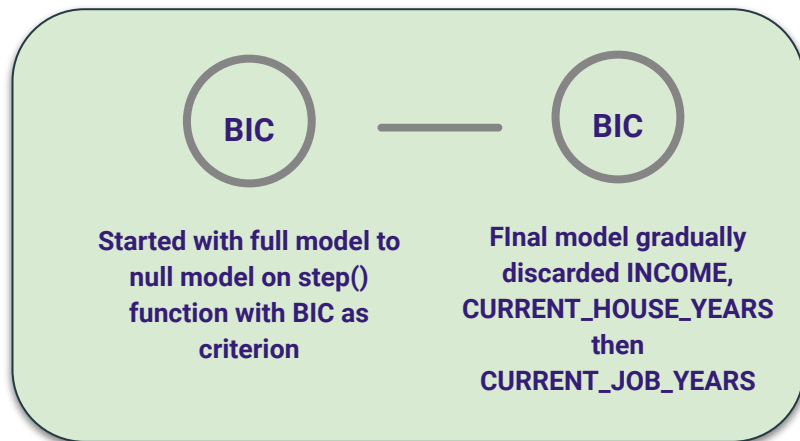 BIC
Started with full model to
null model on step()
function with BIC as
criterion
BIC
FInal model gradually
discarded INCOME,
CURRENT_HOUSE_YEARS
then
CURRENT_JOB_YEARS